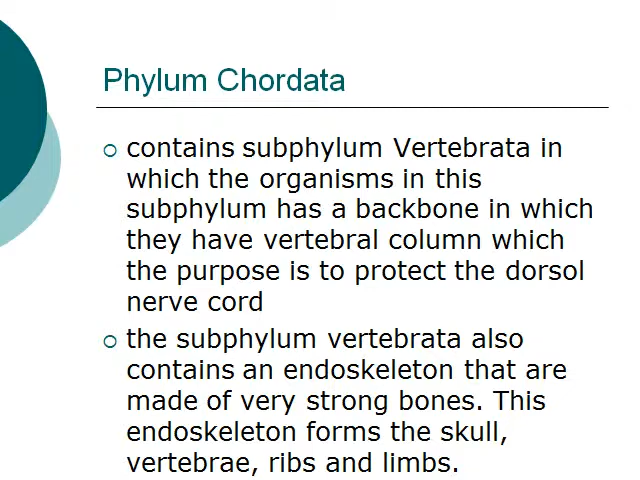 Phylum Chordata
contains subphylum Vertebrata in
which the organisms in this
subphylum has a backbone in which
they have vertebral column which
the purpose is to protect the dorsol
nerve cord
the subphylum vertebrata also
contains an endoskeleton that are
made of very strong bones. This
endoskeleton forms the skull,
vertebrae, ribs and limbs.